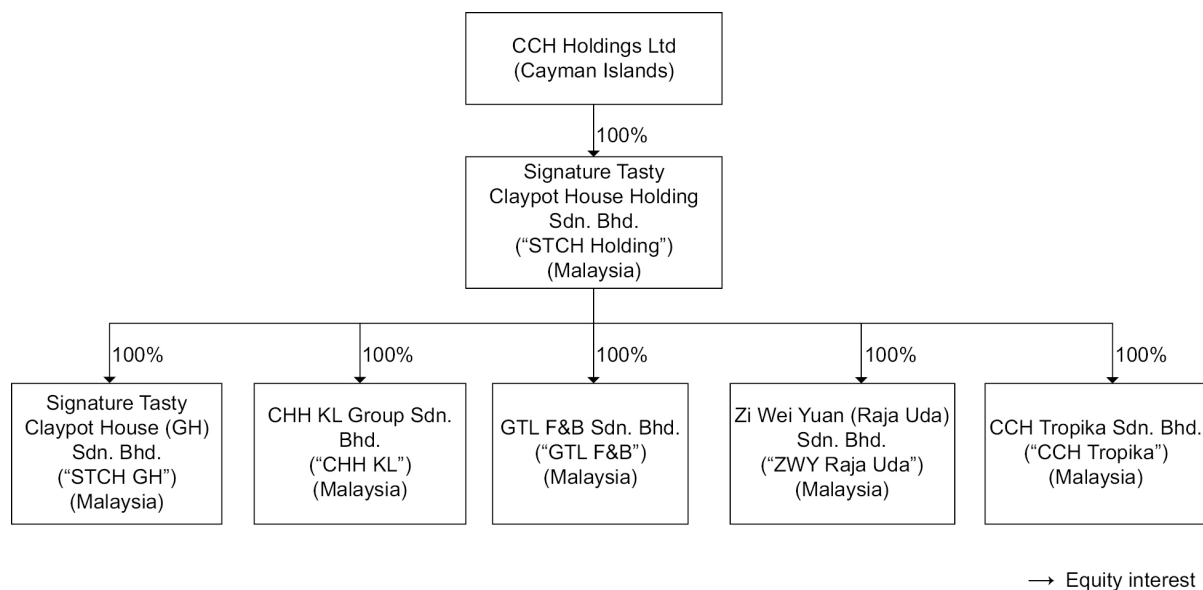 CCH Holdings Ltd
(Cayman Islands)
100%
Signature Tasty
Claypot House Holding
Sdn. Bhd.
(“STCH Holding”)
(Malaysia)
100%
100%
100%
100%
100%
Signature Tasty
Claypot House (GH)
Sdn. Bhd.
(“STCH GH”)
(Malaysia)
CHH KL Group Sdn.
Bhd.
(“CHH KL”)
(Malaysia)
GTL F&B Sdn. Bhd.
(“GTL F&B”)
(Malaysia)
Zi Wei Yuan (Raja Uda)
Sdn. Bhd.
(“ZWY Raja Uda”)
(Malaysia)
CCH Tropika Sdn. Bhd.
(“CCH Tropika”)
(Malaysia)
→ Equity interest